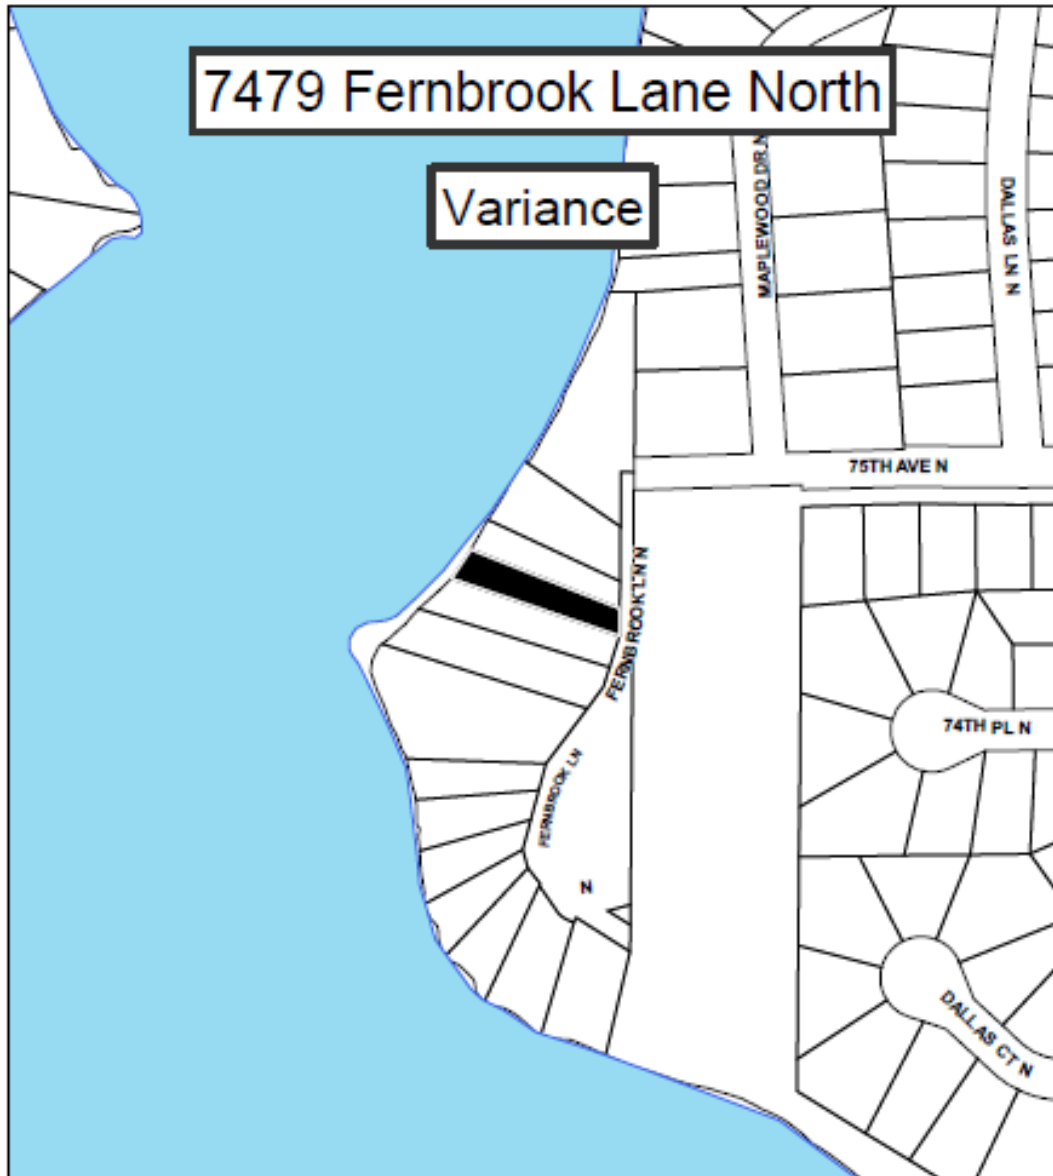 7479 Fernbrook Lane North
Variance
MAPLEWOOD DR N
DALLAS LN N
75TH AVE N
FERNBROOK LN N
74TH PL N
FERNBROOK LN
N
DALLAS CT N